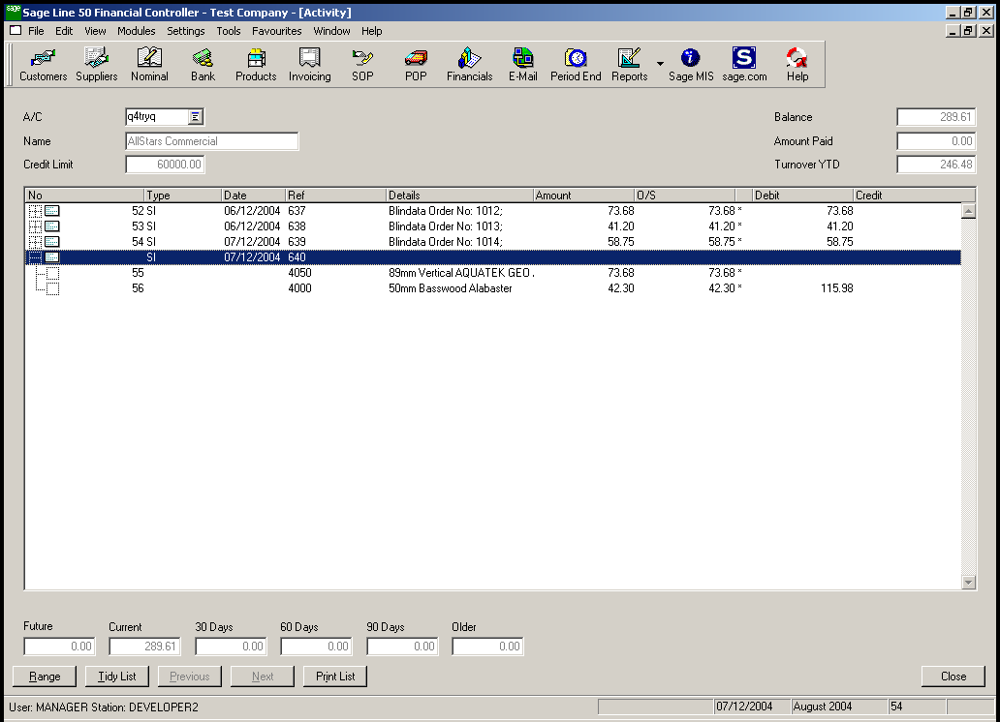 sage Sage Line 50 Financial Controller - Test Company - [Activity]
File Edit View Modules Settings Tools Favourites Window Help
Customers Suppliers Nominal Bank Products Invoicing SOP POP Financials E-Mail Period End Reports Sage MIS sage.com Help
A/C q4tryq Balance 289.61
Name AllStars Commercial Amount Paid 0.00
Credit Limit 60000.00 Turnover YTD 246.48
No Type Date Ref Details Amount O/S Debit Credit
52 SI 06/12/2004 637 Blindata Order No: 1012; 73.68 73.68 * 73.68
53 SI 06/12/2004 638 Blindata Order No: 1013; 41.20 41.20 * 41.20
54 SI 07/12/2004 639 Blindata Order No: 1014; 58.75 58.75 * 58.75
SI 07/12/2004 640
55 4050 89mm Vertical AQUATEK GEO . 73.68 73.68 *
56 4000 50mm Basswood Alabaster 42.30 42.30 * 115.98
Future Current 30 Days 60 Days 90 Days Older
0.00 289.61 0.00 0.00 0.00 0.00
Range Tidy List Previous Next Print List Close
User: MANAGER Station: DEVELOPER2 07/12/2004 August 2004 54